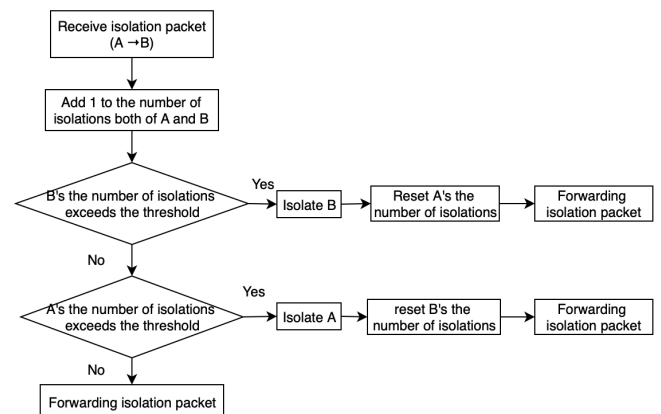 Receive isolation packet
(A →B)
Add 1 to the number of
isolations both of A and B
B's the number of isolations
exceeds the threshold
Yes
Isolate B
Reset A's the
number of isolations
Forwarding
isolation packet
No
A's the number of isolations
exceeds the threshold
Yes
Isolate A
reset B's the
number of isolations
Forwarding
isolation packet
No
Forwarding isolation packet